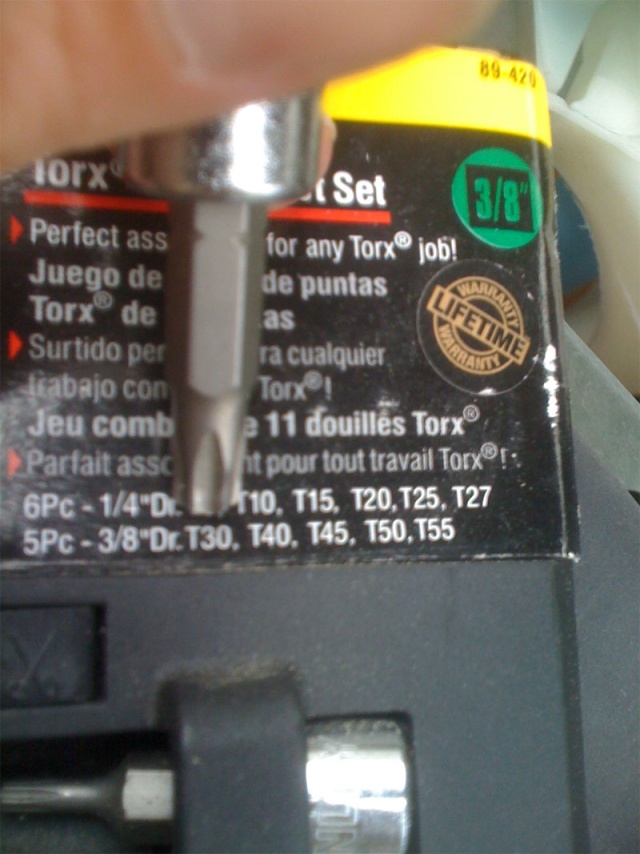 89-420
Torx® t Set
3/8"
Perfect ass for any Torx® job!
Juego de de puntas
Torx® de as
WARRANTY
LIFETIME
WARRANTY
Surtido per ra cualquier
trabajo con Torx®!
Jeu comb e 11 douilles Torx®
Parfait asso nt pour tout travail Torx®!
6Pc - 1/4"Dr. T10, T15, T20, T25, T27
5Pc - 3/8"Dr. T30, T40, T45, T50, T55